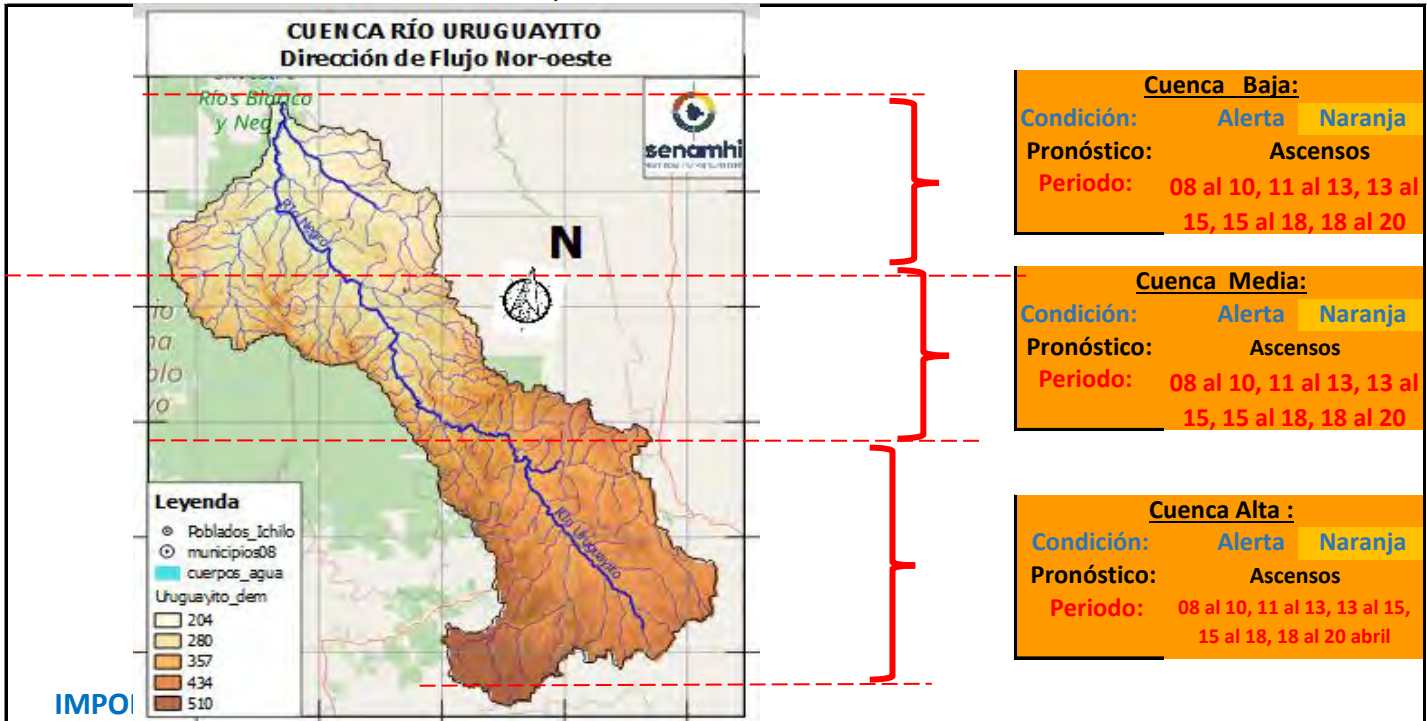 CUENCA RÍO URUGUAYITO
Dirección de Flujo Nor-oeste
Ríos Blanco
y Neg
senamhi
Río Negro
N
Río Uruguayito
Leyenda
Poblados_Ichilo
municipios08
cuerpos_agua
Uruguayito_dem
204
280
357
434
510
Cuenca Baja:
Condición: Alerta Naranja
Pronóstico: Ascensos
Periodo: 08 al 10, 11 al 13, 13 al
15, 15 al 18, 18 al 20
Cuenca Media:
Condición: Alerta Naranja
Pronóstico: Ascensos
Periodo: 08 al 10, 11 al 13, 13 al
15, 15 al 18, 18 al 20
Cuenca Alta :
Condición: Alerta Naranja
Pronóstico: Ascensos
Periodo: 08 al 10, 11 al 13, 13 al 15,
15 al 18, 18 al 20 abril
IMPO